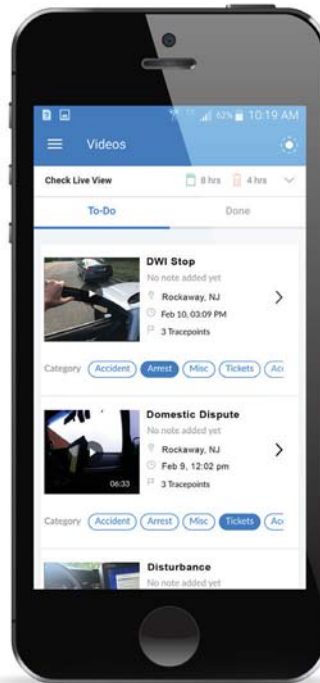 62% 10:19 AM
Videos
Check Live View 8 hrs 4 hrs
To-Do Done
DWI Stop
No note added yet
Rockaway, NJ
Feb 10, 03:09 PM
3 Tracepoints
Category Accident Arrest Misc Tickets Acc
Domestic Dispute
No note added yet
Rockaway, NJ
Feb 9, 12:02 pm
06:33 3 Tracepoints
Category Accident Arrest Misc Tickets Acc
Disturbance
No note added yet